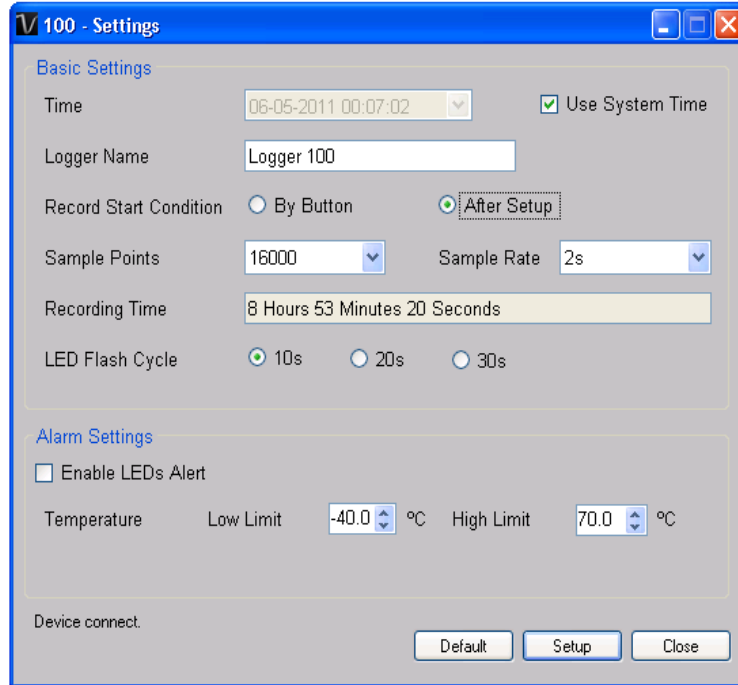 100 - Settings
Basic Settings
Time 06-05-2011 00:07:02 Use System Time
Logger Name Logger 100
Record Start Condition By Button After Setup
Sample Points 16000 Sample Rate 2s
Recording Time 8 Hours 53 Minutes 20 Seconds
LED Flash Cycle 10s 20s 30s
Alarm Settings
Enable LEDs Alert
Temperature Low Limit -40.0 ºC High Limit 70.0 ºC
Device connect.
Default Setup Close